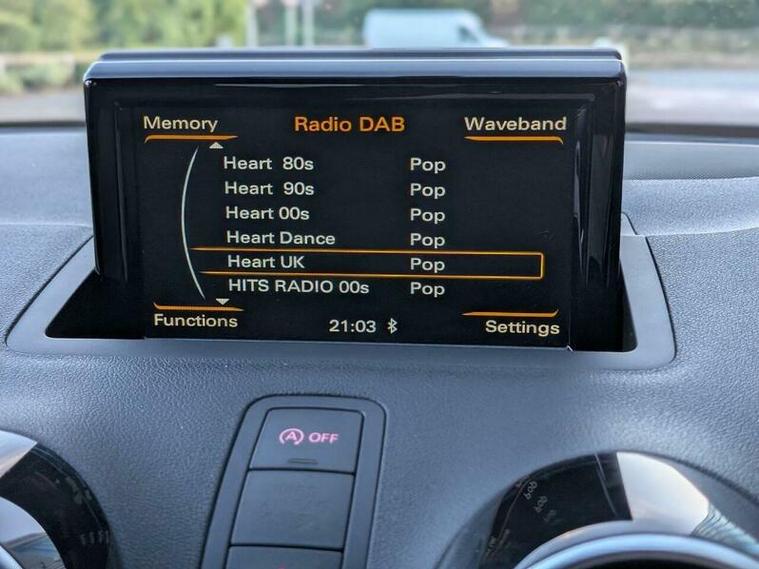 Memory Radio DAB Waveband
Heart 80s Pop
Heart 90s Pop
Heart 00s Pop
Heart Dance Pop
Heart UK Pop
HITS RADIO 00s Pop
Functions 21:03 Settings
A OFF